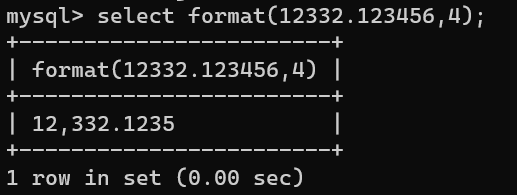 mysql> select format(12332.123456,4);
+------------------------+
| format(12332.123456,4) |
+------------------------+
| 12,332.1235            |
+------------------------+
1 row in set (0.00 sec)